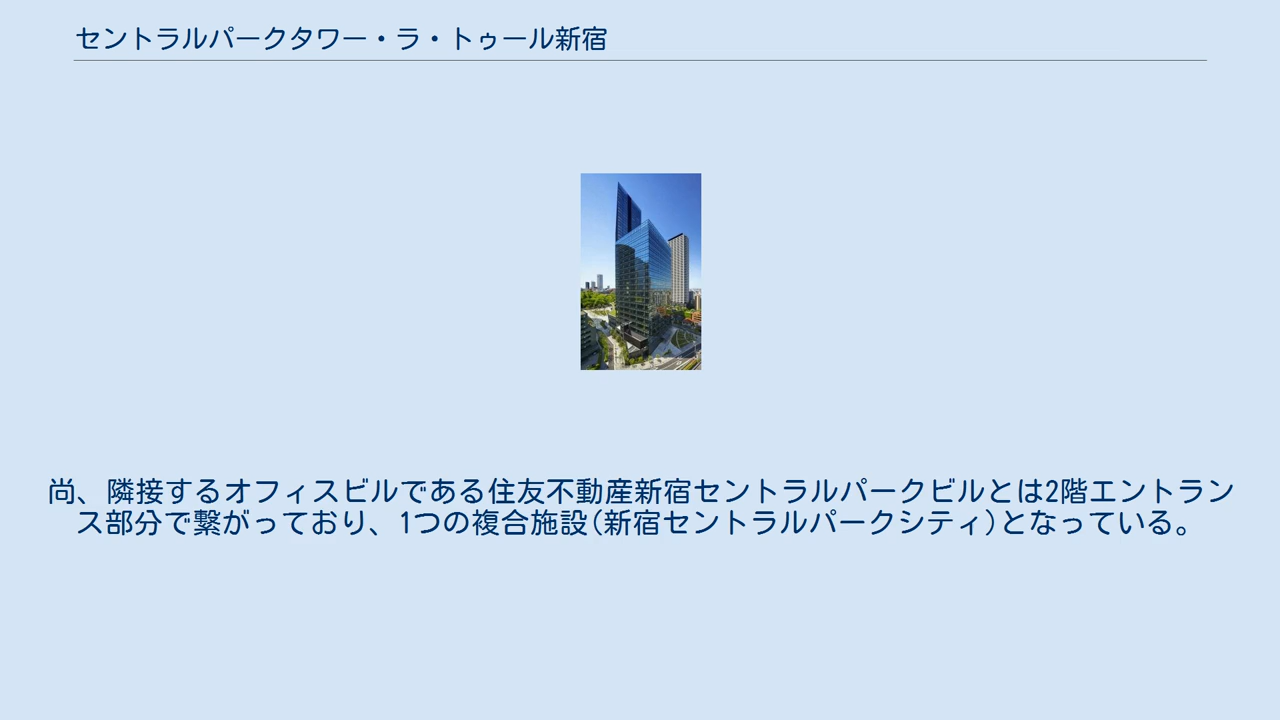 セントラルパークタワー・ラ・トゥール新宿
尚、隣接するオフィスビルである住友不動産新宿セントラルパークビルとは2階エントラン
ス部分で繋がっており、1つの複合施設(新宿セントラルパークシティ)となっている。